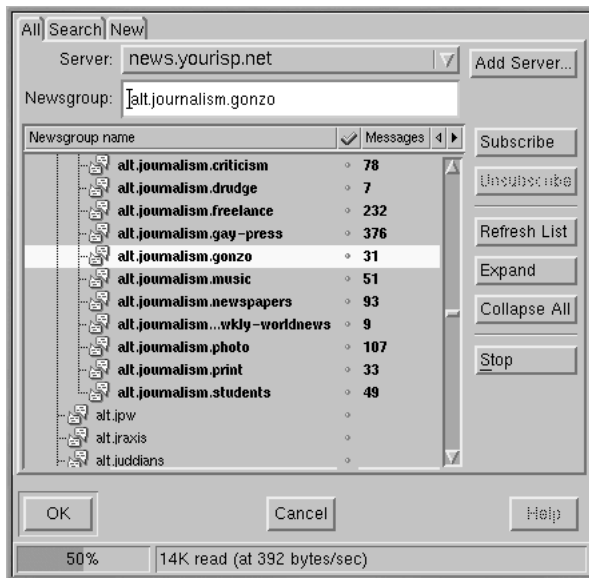 All Search New
Server: news.yourisp.net Add Server...
Newsgroup: alt.journalism.gonzo
Newsgroup name Messages
Subscribe
Unsubscribe
Refresh List
Expand
Collapse All
Stop
alt.journalism.criticism 78
alt.journalism.drudge 7
alt.journalism.freelance 232
alt.journalism.gay-press 376
alt.journalism.gonzo 31
alt.journalism.music 51
alt.journalism.newspapers 93
alt.journalism...wkly-worldnews 9
alt.journalism.photo 107
alt.journalism.print 33
alt.journalism.students 49
alt.jpw
alt.jraxis
alt.juddians
OK Cancel Help
50% 14K read (at 392 bytes/sec)